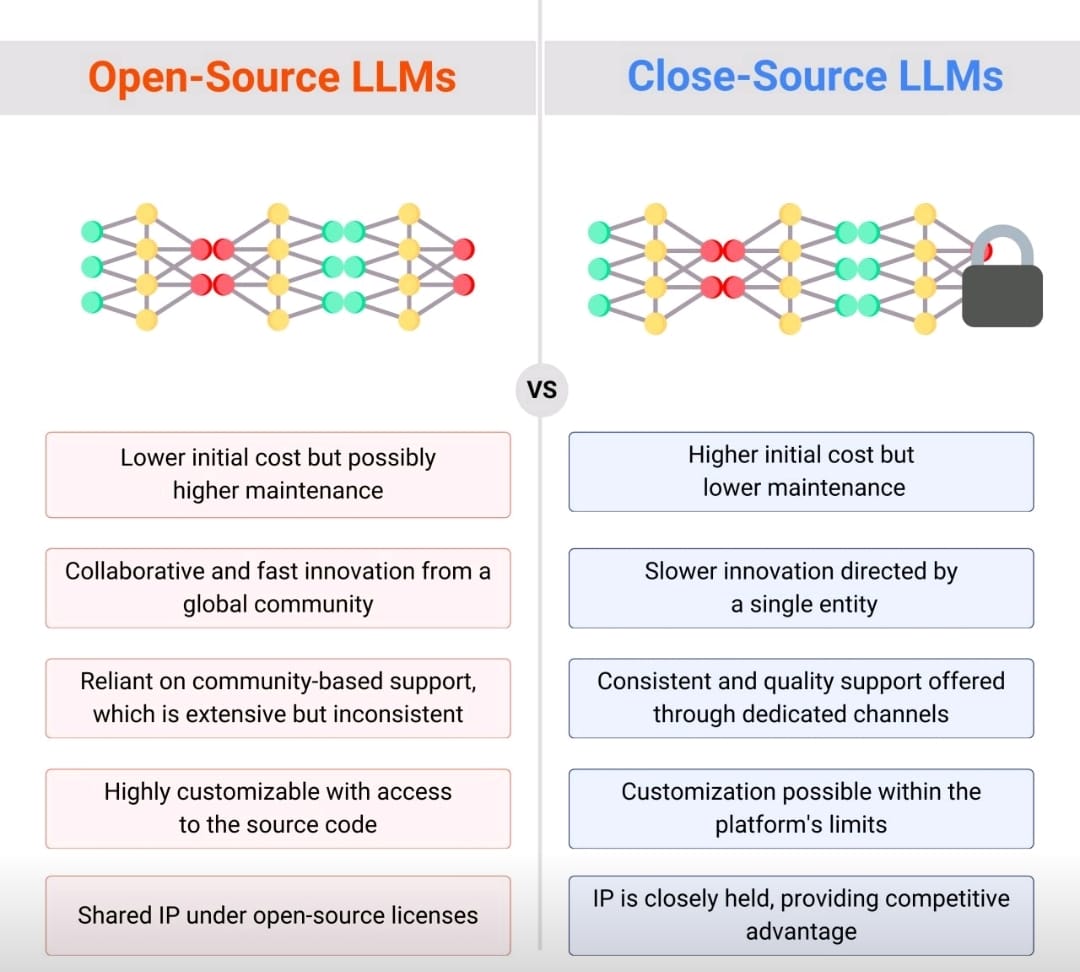 Open-Source LLMs
Close-Source LLMs
VS
Lower initial cost but possibly
higher maintenance
Higher initial cost but
lower maintenance
Collaborative and fast innovation from a
global community
Slower innovation directed by
a single entity
Reliant on community-based support,
which is extensive but inconsistent
Consistent and quality support offered
through dedicated channels
Highly customizable with access
to the source code
Customization possible within the
platform's limits
Shared IP under open-source licenses
IP is closely held, providing competitive
advantage